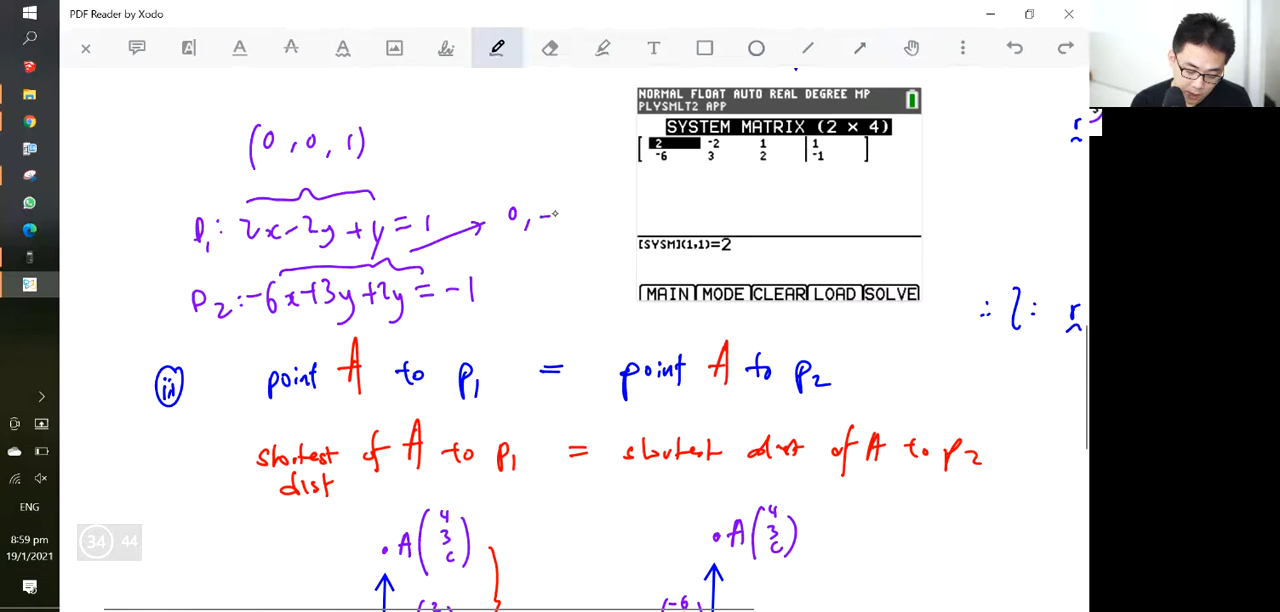 PDF Reader by Xodo
NORMAL FLOAT AUTO REAL DEGREE MP
PLYSMLT2 APP
SYSTEM MATRIX (2 × 4)
2 -2 1 1
-6 3 2 -1
[SYSM](1,1)=2
MAIN MODE CLEAR LOAD SOLVE
(0, 0, 1)
P₁: 2x-2y+y=1 → 0, -
P₂: -6x+3y+2y=-1
r
∴ l: r
(ii) point A to p₁ = point A to p₂
shortest dist of A to p₁ = shortest dist of A to p₂
A (4 3 c)
A (4 3 c)
(2
(-6
34 44
ENG
8:59 pm
19/1/2021